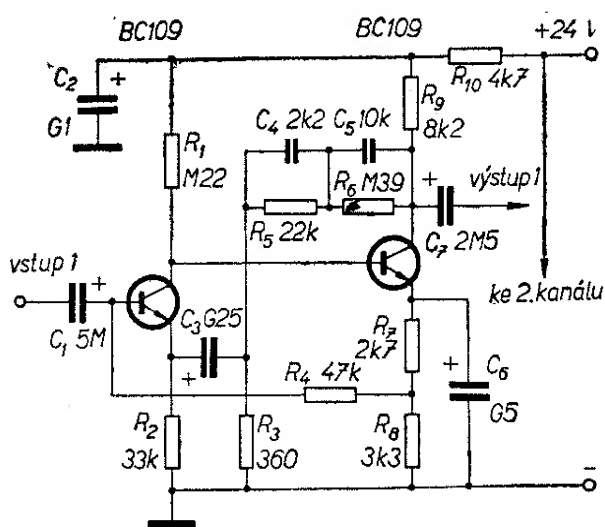 BC109
BC109
+24 V
C2 +
G1
R1
M22
C4 2k2
C5 10k
R9
8k2
R10 4k7
R5 22k
R6 M39
+
výstup 1
C7 2M5
ke 2. kanálu
vstup 1
+
C1 5M
C3 G25
+
R4 47k
R7
2k7
+
C6
G5
R2
33k
R3
360
R8
3k3
–